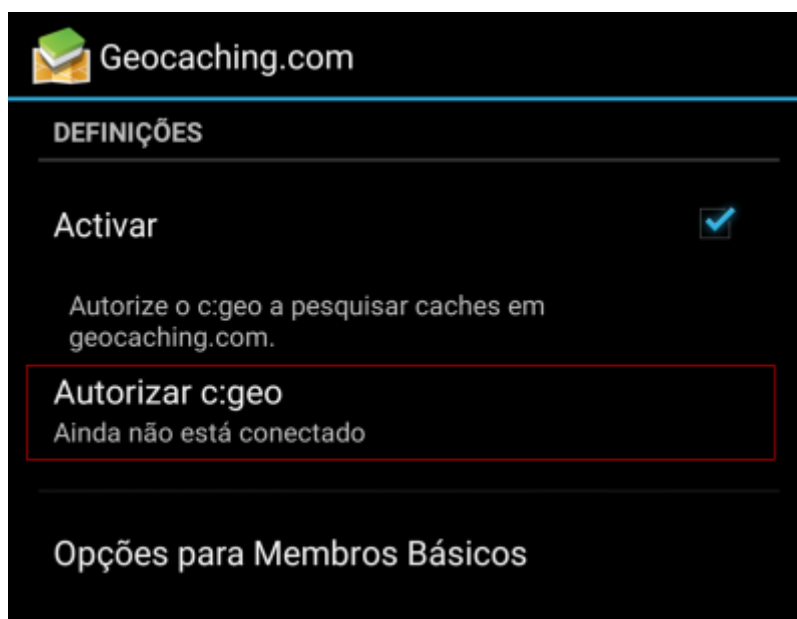 Geocaching.com
DEFINIÇÕES
Activar
Autorize o c:geo a pesquisar caches em
geocaching.com.
Autorizar c:geo
Ainda não está conectado
Opções para Membros Básicos